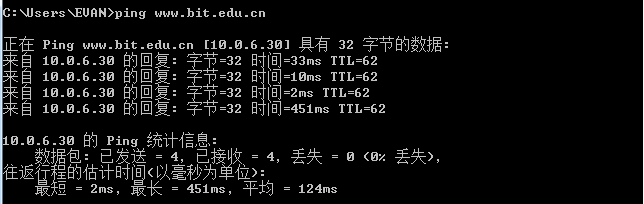 C:\Users\EVAN>ping www.bit.edu.cn
正在 Ping www.bit.edu.cn [10.0.6.30] 具有 32 字节的数据:
来自 10.0.6.30 的回复: 字节=32 时间=33ms TTL=62
来自 10.0.6.30 的回复: 字节=32 时间=10ms TTL=62
来自 10.0.6.30 的回复: 字节=32 时间=2ms TTL=62
来自 10.0.6.30 的回复: 字节=32 时间=451ms TTL=62
10.0.6.30 的 Ping 统计信息:
数据包: 已发送 = 4, 已接收 = 4, 丢失 = 0 (0% 丢失),
往返行程的估计时间(以毫秒为单位):
最短 = 2ms, 最长 = 451ms, 平均 = 124ms